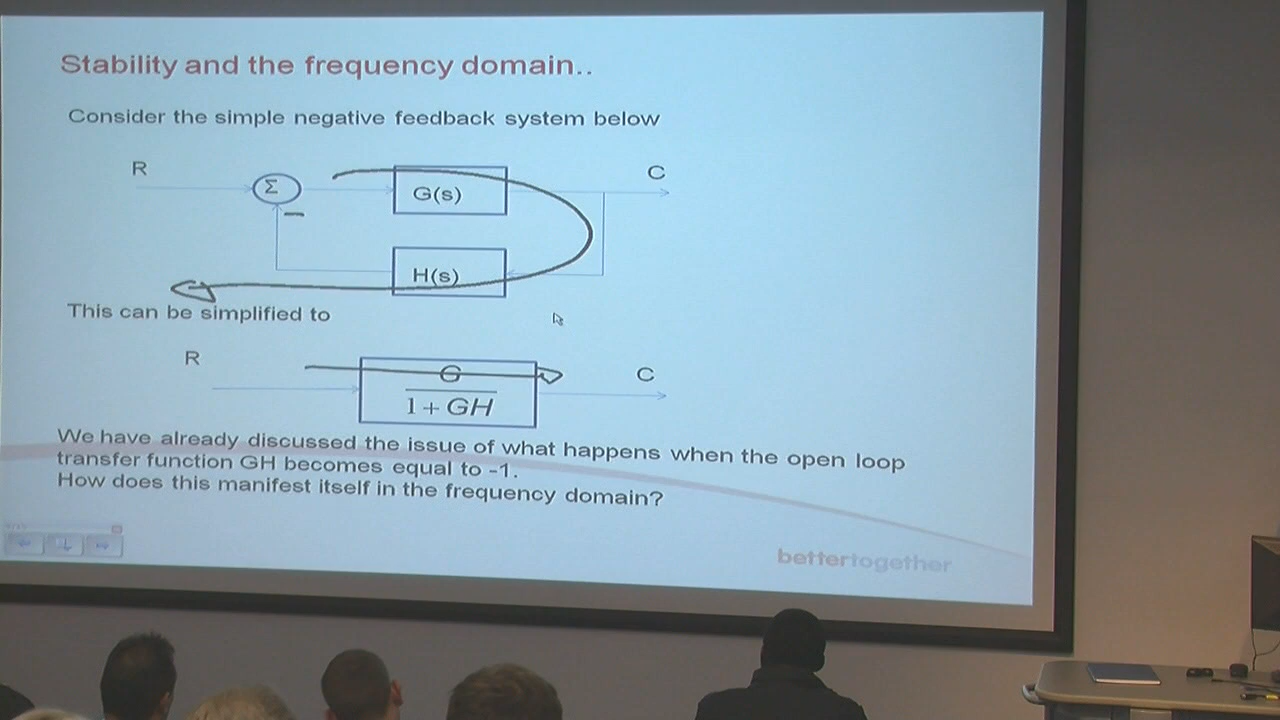 Stability and the frequency domain..
Consider the simple negative feedback system below
R
C
Σ
G(s)
H(s)
This can be simplified to
R
C
G
1 + GH
We have already discussed the issue of what happens when the open loop
transfer function GH becomes equal to -1.
How does this manifest itself in the frequency domain?
bettertogether